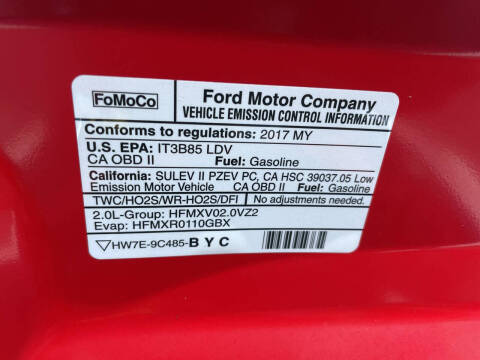 FoMoCo
Ford Motor Company
VEHICLE EMISSION CONTROL INFORMATION
Conforms to regulations: 2017 MY
U.S. EPA: IT3B85 LDV
CA OBD II Fuel: Gasoline
California: SULEV II PZEV PC, CA HSC 39037.05 Low
Emission Motor Vehicle CA OBD II Fuel: Gasoline
TWC/HO2S/WR-HO2S/DFI No adjustments needed.
2.0L-Group: HFMXV02.0VZ2
Evap: HFMXR0110GBX
HW7E-9C485-BYC